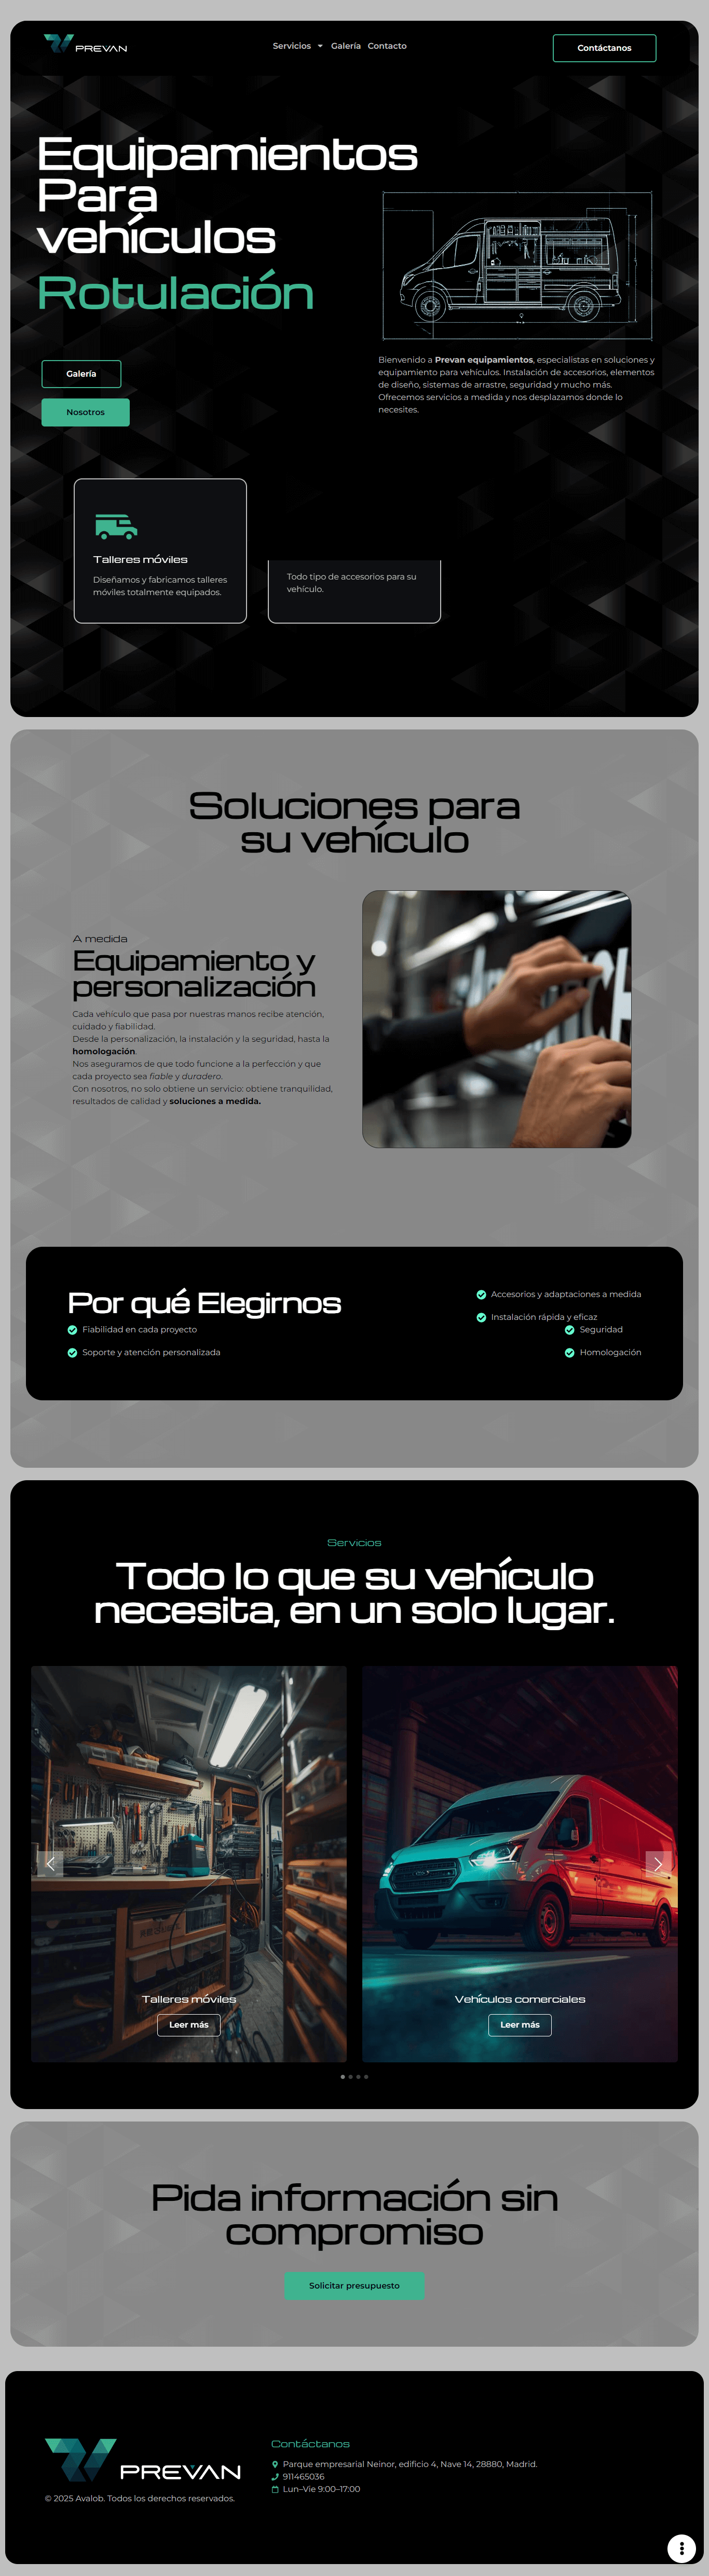 PREVAN
Servicios Galería Contacto
Contáctanos
Equipamientos
Para
vehículos
Rotulación
Galería
Nosotros
Bienvenido a Prevan equipamientos, especialistas en soluciones y
equipamiento para vehículos. Instalación de accesorios, elementos
de diseño, sistemas de arrastre, seguridad y mucho más.
Ofrecemos servicios a medida y nos desplazamos donde lo
necesites.
Talleres móviles
Diseñamos y fabricamos talleres
móviles totalmente equipados.
Todo tipo de accesorios para su
vehículo.
Soluciones para
su vehículo
A medida
Equipamiento y
personalización
Cada vehículo que pasa por nuestras manos recibe atención,
cuidado y fiabilidad.
Desde la personalización, la instalación y la seguridad, hasta la
homologación.
Nos aseguramos de que todo funcione a la perfección y que
cada proyecto sea fiable y duradero.
Con nosotros, no solo obtiene un servicio: obtiene tranquilidad,
resultados de calidad y soluciones a medida.
Por qué Elegirnos
Fiabilidad en cada proyecto
Soporte y atención personalizada
Accesorios y adaptaciones a medida
Instalación rápida y eficaz
Seguridad
Homologación
Servicios
Todo lo que su vehículo
necesita, en un solo lugar.
Talleres móviles
Leer más
Vehículos comerciales
Leer más
Pida información sin
compromiso
Solicitar presupuesto
PREVAN
© 2025 Avalob. Todos los derechos reservados.
Contáctanos
Parque empresarial Neinor, edificio 4, Nave 14, 28880, Madrid.
911465036
Lun–Vie 9:00–17:00